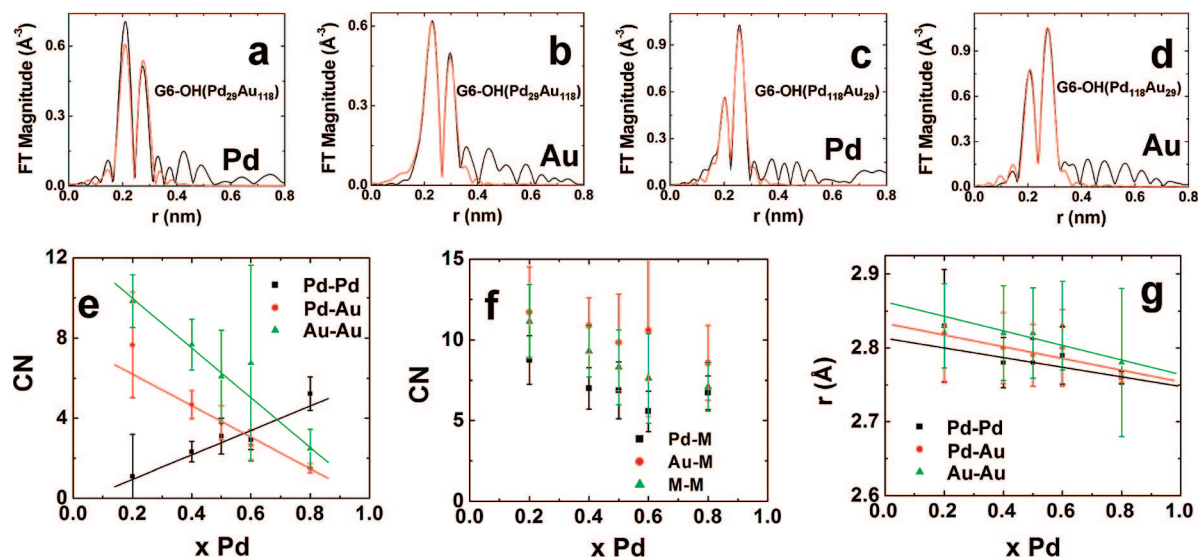 a
G6-OH(Pd29Au118)
Pd
FT Magnitude (Å-3)
0.6
0.3
0.0
0.0 0.2 0.4 0.6 0.8
r (nm)
b
G6-OH(Pd29Au118)
Au
FT Magnitude (Å-3)
0.6
0.3
0.0
0.0 0.2 0.4 0.6 0.8
r (nm)
c
G6-OH(Pd118Au29)
Pd
FT Magnitude (Å-3)
1.0
0.9
0.6
0.3
0.0
0.0 0.2 0.4 0.6 0.8
r (nm)
d
G6-OH(Pd118Au29)
Au
FT Magnitude (Å-3)
1.2
0.9
0.6
0.3
0.0
0.0 0.2 0.4 0.6 0.8
r (nm)
e
Pd-Pd
Pd-Au
Au-Au
CN
12
8
4
0
0.0 0.2 0.4 0.6 0.8 1.0
x Pd
f
Pd-M
Au-M
M-M
CN
15
10
5
0
0.0 0.2 0.4 0.6 0.8 1.0
x Pd
g
Pd-Pd
Pd-Au
Au-Au
r (Å)
2.9
2.8
2.7
2.6
0.0 0.2 0.4 0.6 0.8 1.0
x Pd